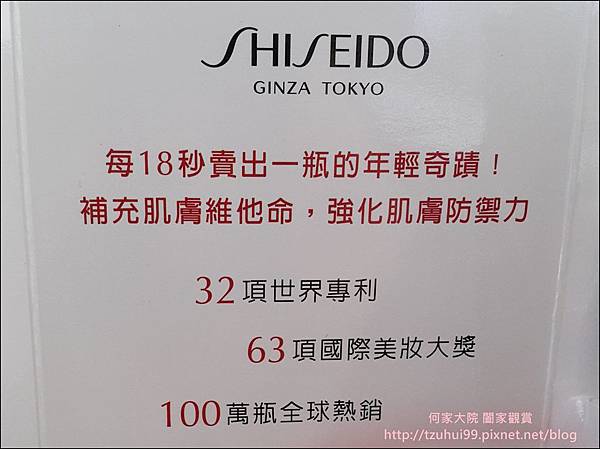 SHISEIDO
GINZA TOKYO
每18秒賣出一瓶的年輕奇蹟！
補充肌膚維他命，強化肌膚防禦力
32項世界專利
63項國際美妝大獎
100萬瓶全球熱銷
何家大院 闔家觀賞
http://tzuhui99.pixnet.net/blog